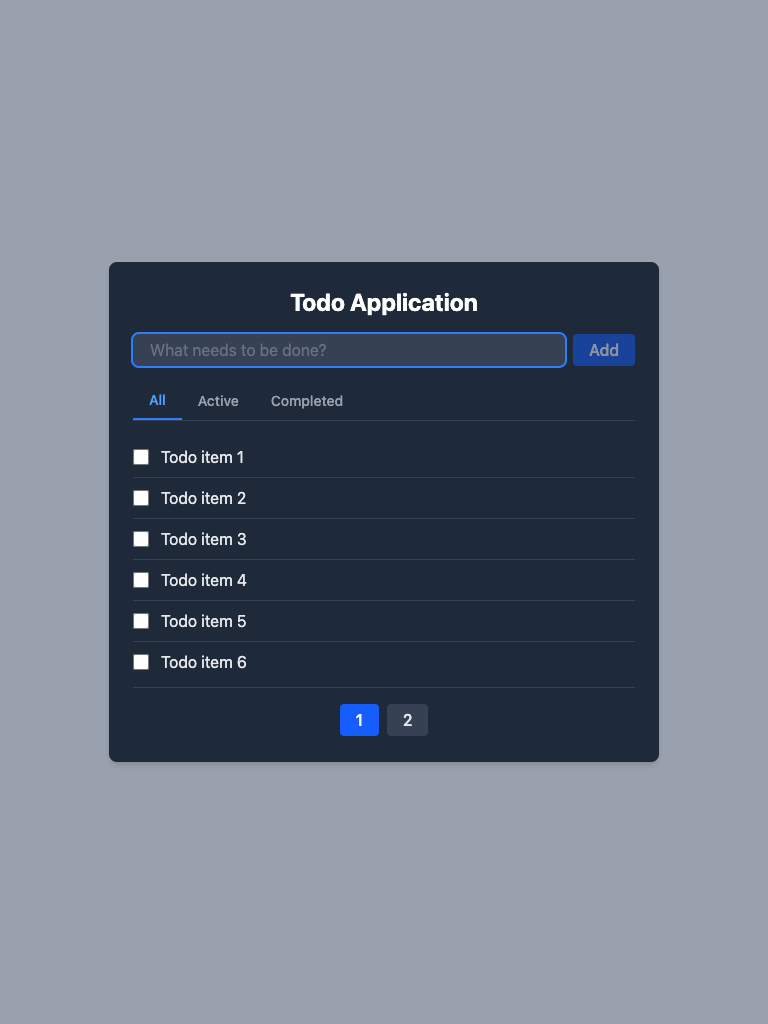 Todo Application
What needs to be done? Add
All Active Completed
Todo item 1
Todo item 2
Todo item 3
Todo item 4
Todo item 5
Todo item 6
1 2